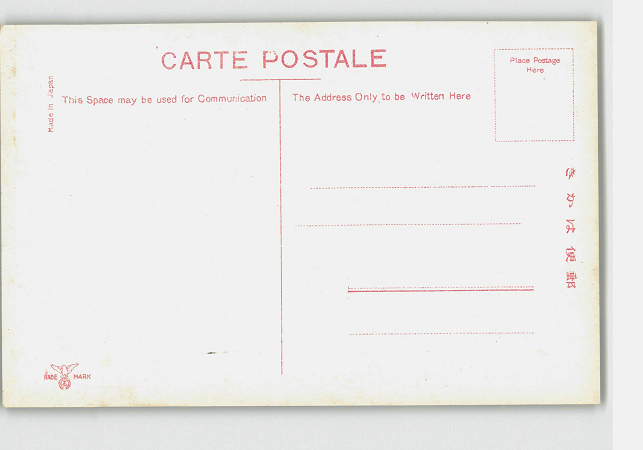 CARTE POSTALE
Made in Japan
This Space may be used for Communication
The Address Only to be Written Here
Place Postage
Here
きかは便郵
TRADE MARK